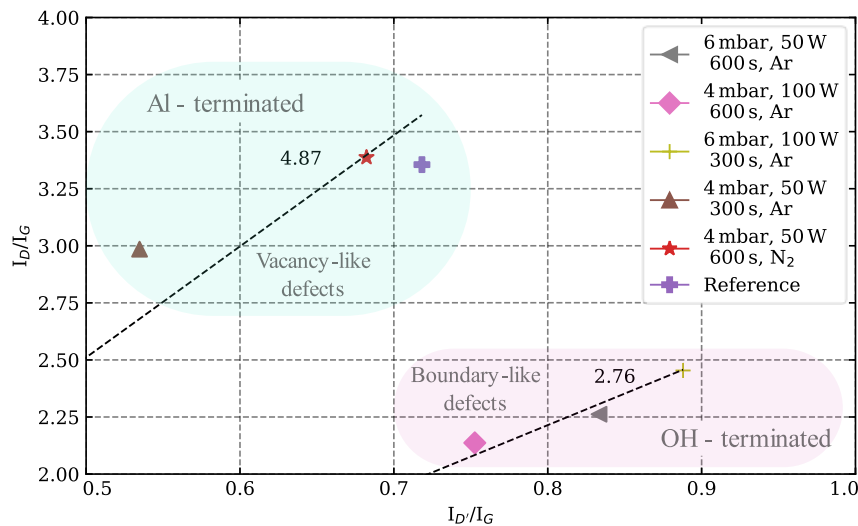 4.00
3.75
3.50
3.25
3.00
2.75
2.50
2.25
2.00
I_D/I_G
0.5
0.6
0.7
0.8
0.9
1.0
I_D′/I_G
Al - terminated
4.87
Vacancy-like
defects
Boundary-like
defects
2.76
OH - terminated
6 mbar, 50 W
600 s, Ar
4 mbar, 100 W
600 s, Ar
6 mbar, 100 W
300 s, Ar
4 mbar, 50 W
300 s, Ar
4 mbar, 50 W
600 s, N₂
Reference